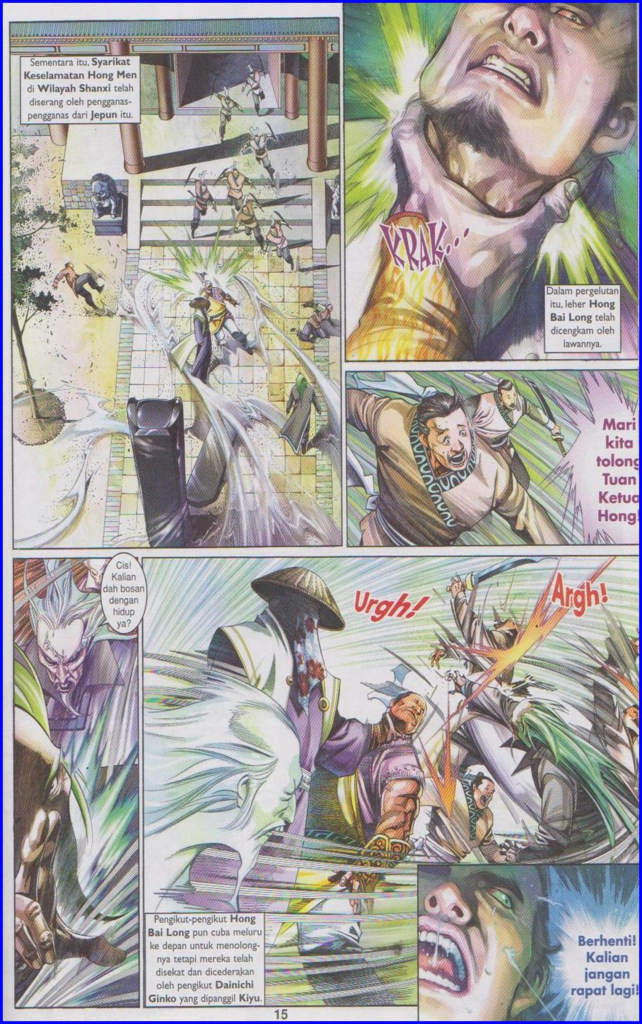 Sementara itu, Syarikat
Keselamatan Hong Men
di Wilayah Shanxi telah
diserang oleh pengganas-
pengganas dari Jepun itu.
KRAK...
Dalam pergelutan
itu, leher Hong
Bai Long telah
dicengkam oleh
lawannya.
Mari
kita
tolong
Tuan
Ketua
Hong!
Cis!
Kalian
dah bosan
dengan
hidup
ya?
Urgh!
Argh!
Pengikut-pengikut Hong
Bai Long pun cuba meluru
ke depan untuk menolong-
nya tetapi mereka telah
disekat dan dicederakan
oleh pengikut Dainichi
Ginko yang dipanggil Kiyu.
Berhenti!
Kalian
jangan
rapat lagi!
15